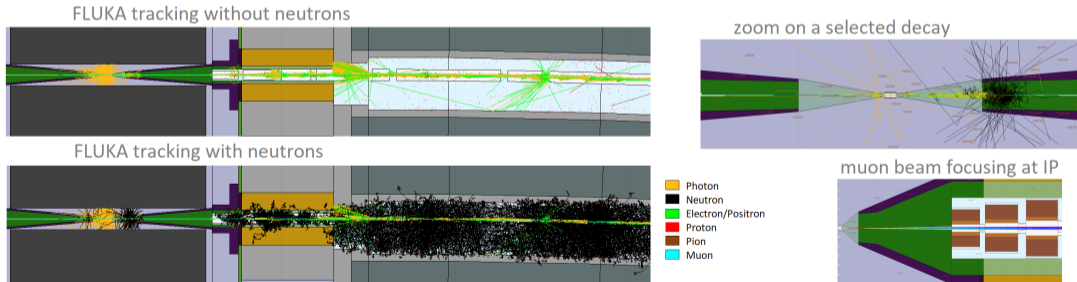 FLUKA tracking without neutrons
zoom on a selected decay
FLUKA tracking with neutrons
muon beam focusing at IP
Photon
Neutron
Electron/Positron
Proton
Pion
Muon